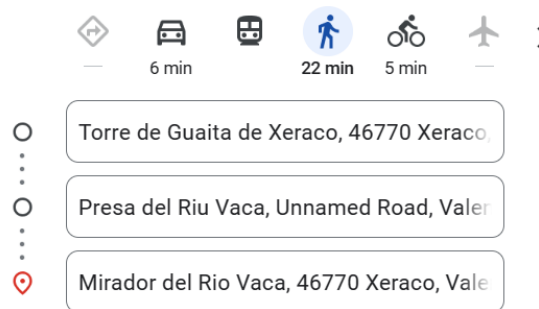 6 min
22 min
5 min
Torre de Guaita de Xeraco, 46770 Xeraco,
Presa del Riu Vaca, Unnamed Road, Valer
Mirador del Rio Vaca, 46770 Xeraco, Vale